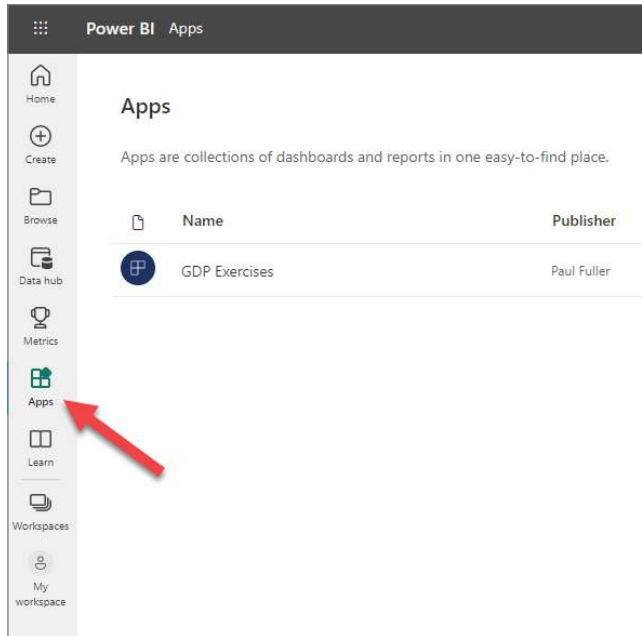 Power BI Apps
Home
Create
Browse
Data hub
Metrics
Apps
Learn
Workspaces
My
workspace
Apps
Apps are collections of dashboards and reports in one easy-to-find place.
Name Publisher
GDP Exercises Paul Fuller